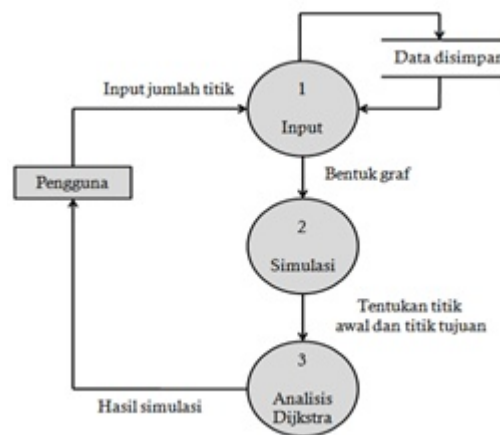 Data disimpan
1
Input jumlah titik
Input
Bentuk graf
Pengguna
2
Simulasi
Tentukan titik
awal dan titik tujuan
3
Analisis
Dijkstra
Hasil simulasi